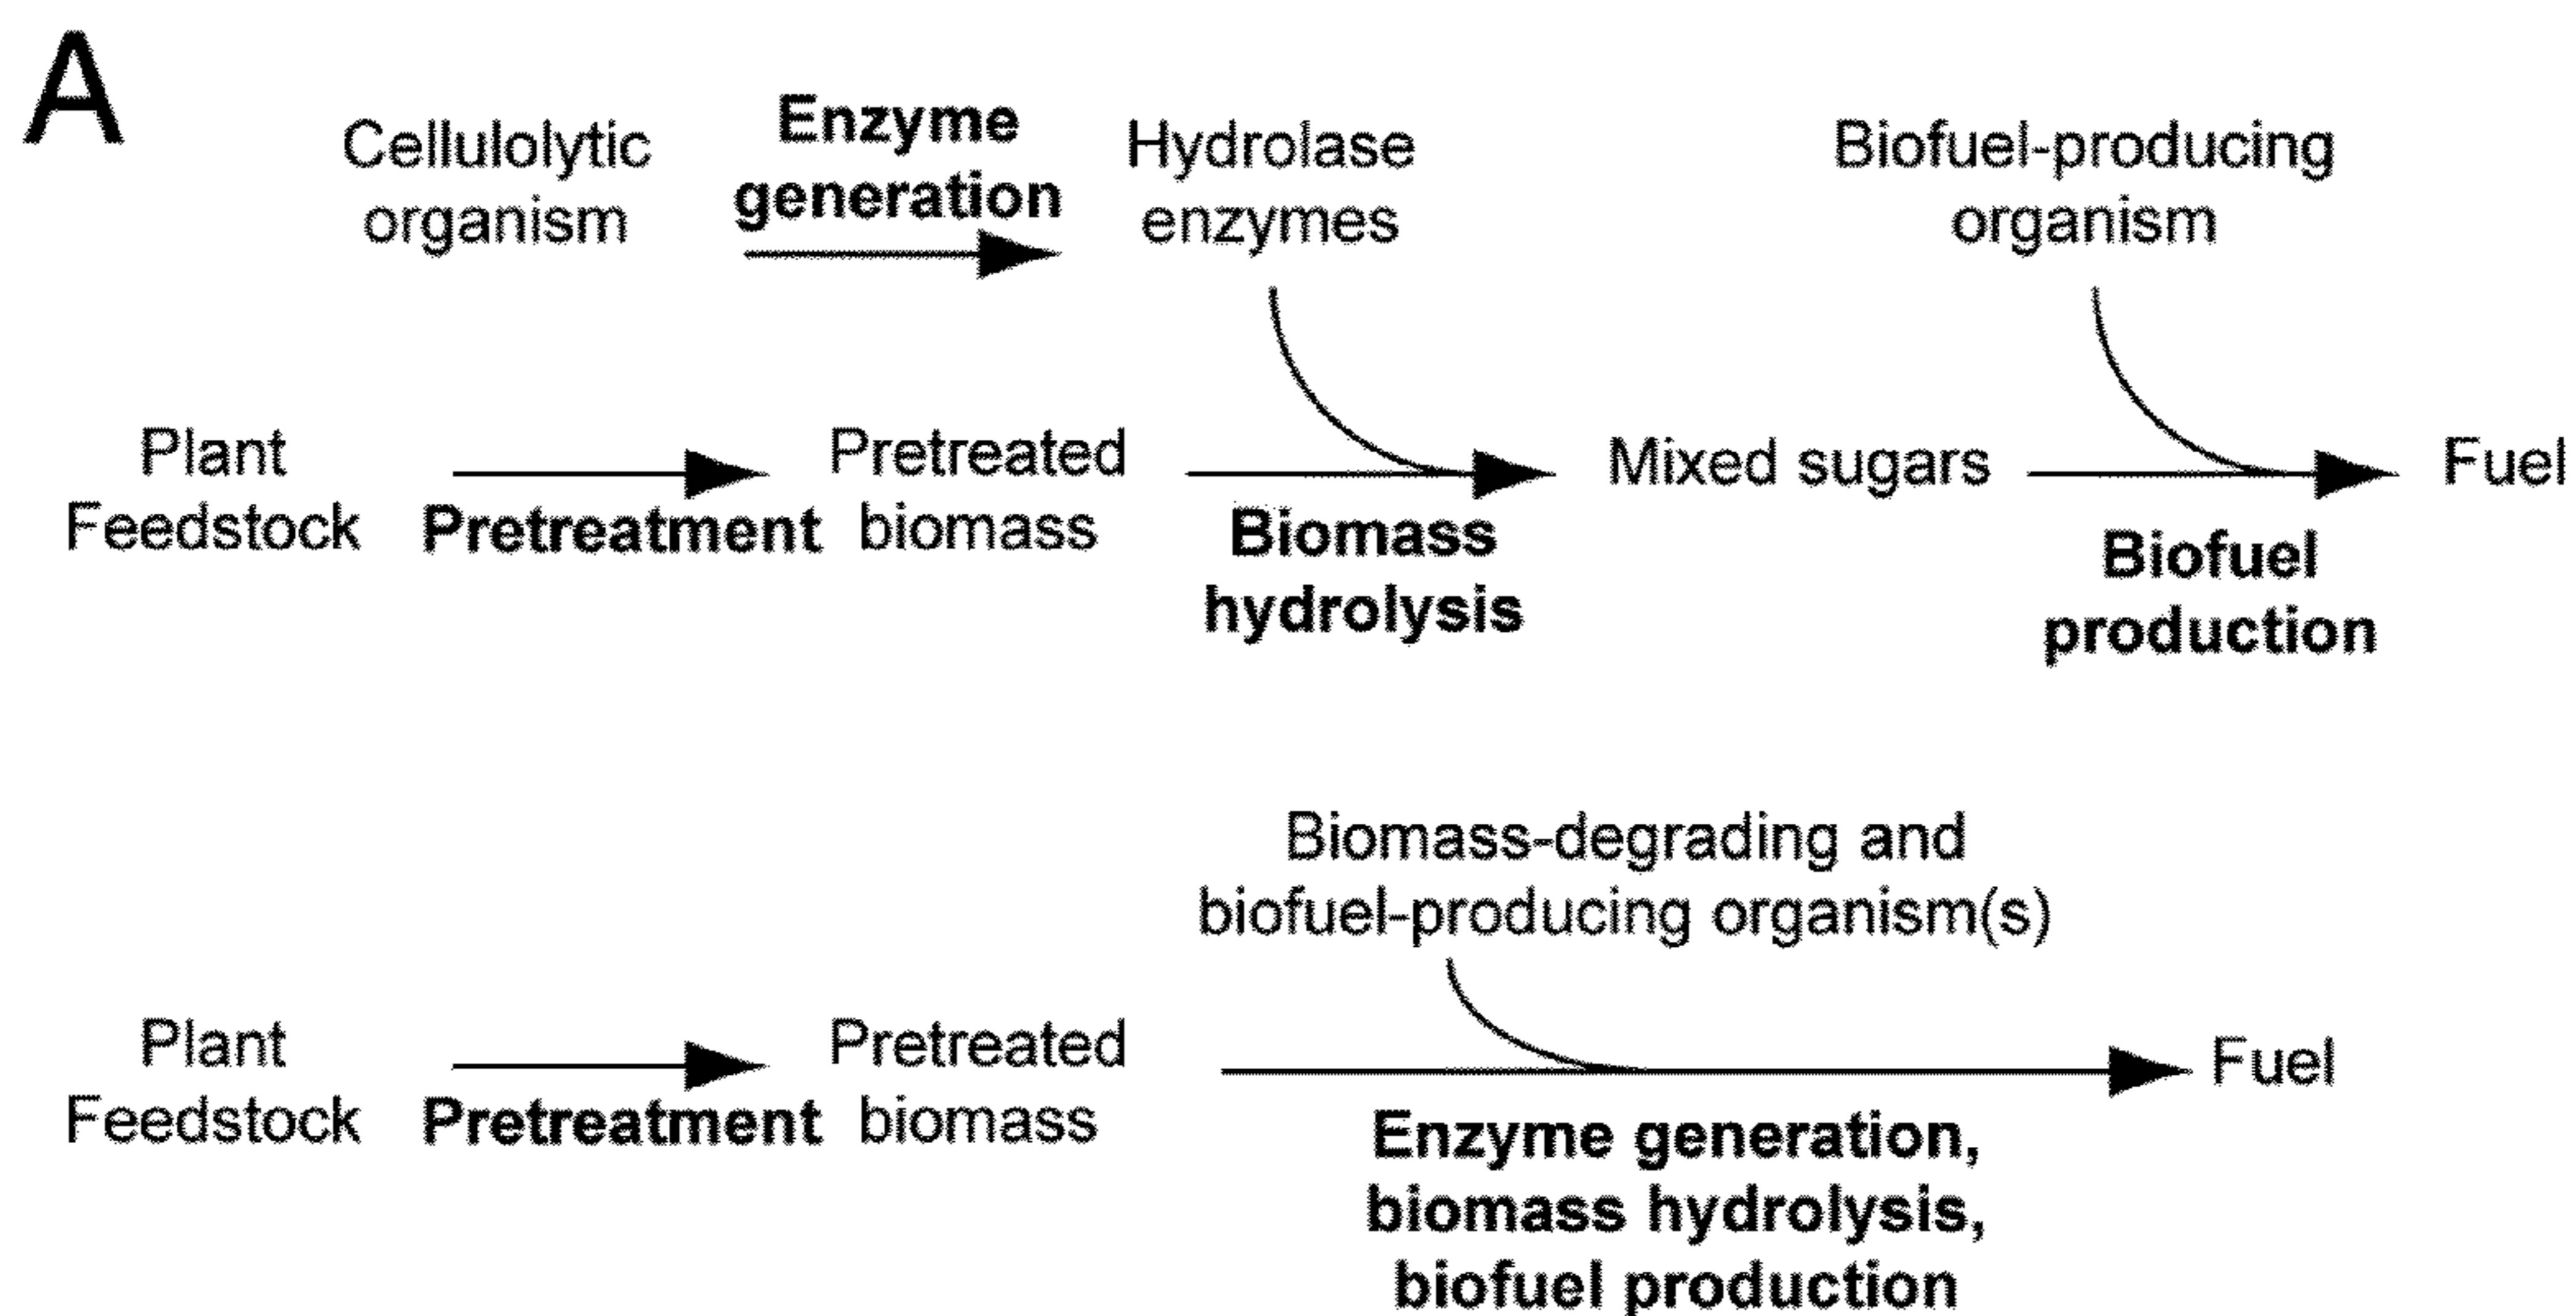 A
Cellulolytic
organism
Enzyme
generation
Hydrolase
enzymes
Biofuel-producing
organism
Plant
Feedstock
Pretreatment
Pretreated
biomass
Biomass
hydrolysis
Mixed sugars
Biofuel
production
Fuel
Biomass-degrading and
biofuel-producing organism(s)
Plant
Feedstock
Pretreatment
Pretreated
biomass
Enzyme generation,
biomass hydrolysis,
biofuel production
Fuel